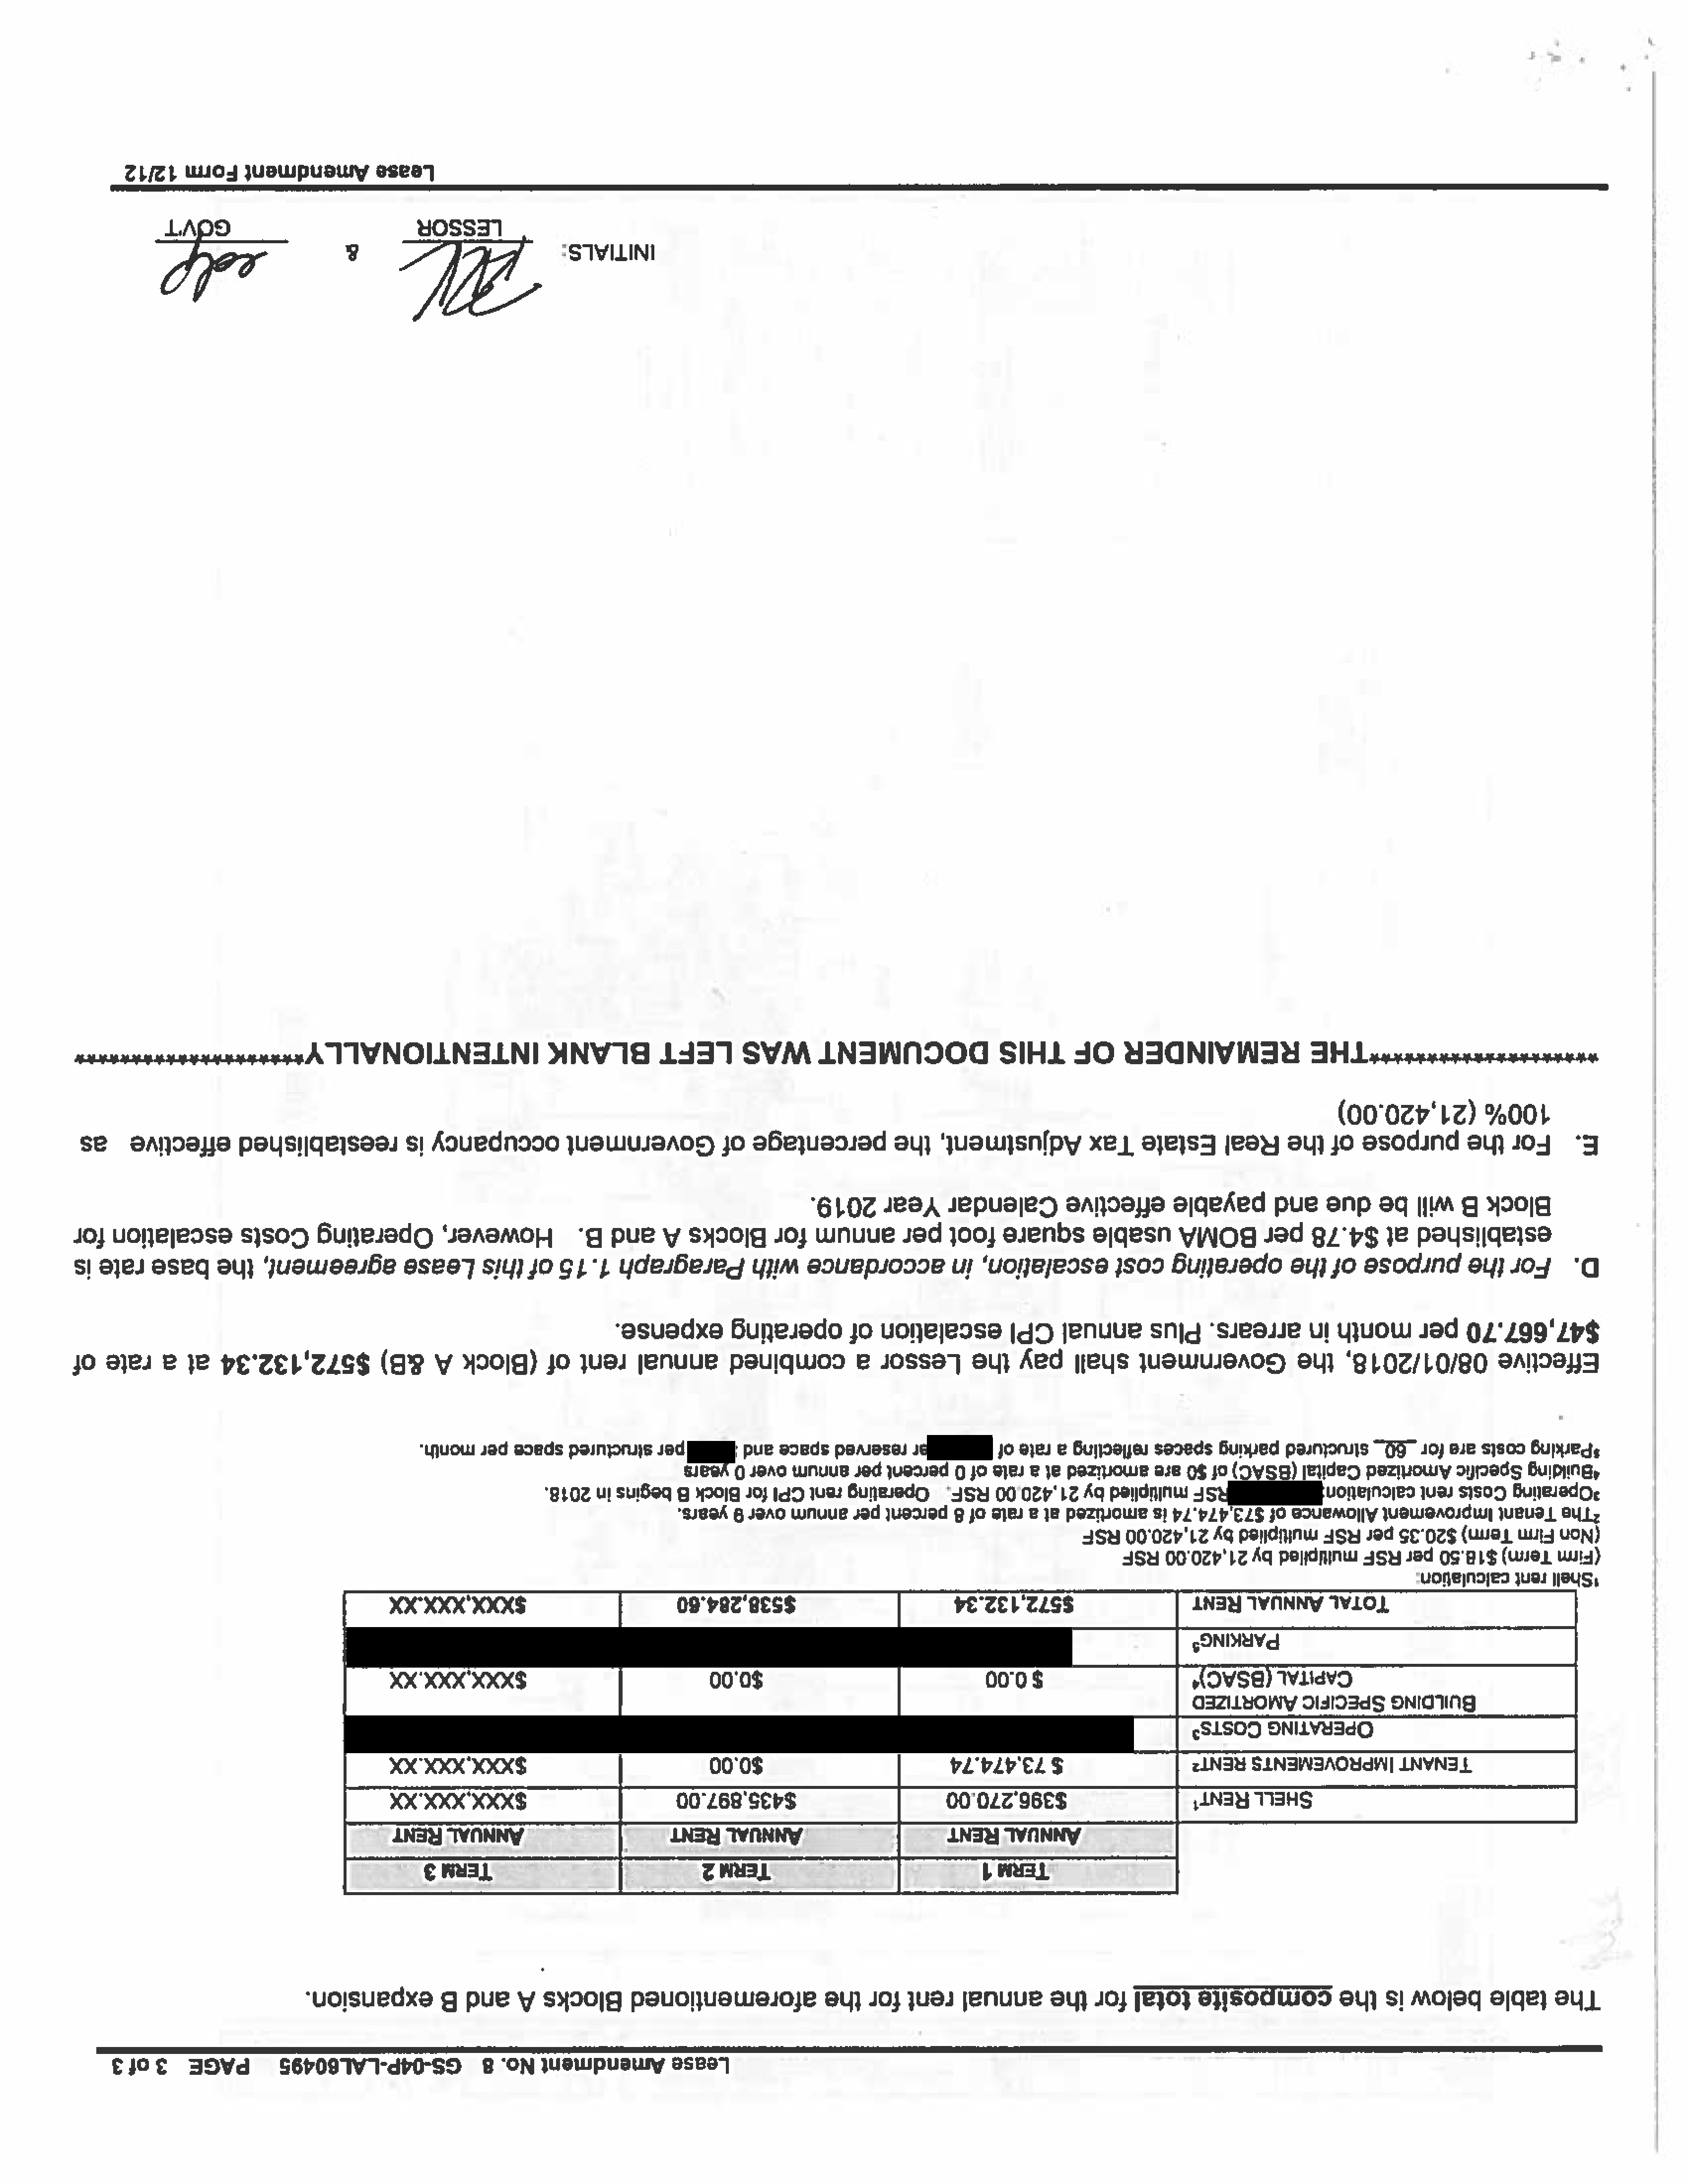 Lease Amendment No. 8 GS-04P-LAL60495 PAGE 3 of 3
The table below is the composite total for the annual rent for the aforementioned Blocks A and B expansion.
TERM 1 TERM 2 TERM 3
ANNUAL RENT ANNUAL RENT ANNUAL RENT
SHELL RENT¹ $396,270.00 $435,897.00 $XXX,XXX.XX
TENANT IMPROVEMENTS RENT² $ 73,474.74 $0.00 $XXX,XXX.XX
OPERATING COSTS³
BUILDING SPECIFIC AMORTIZED
CAPITAL (BSAC)⁴ $ 0.00 $0.00 $XXX,XXX.XX
PARKING⁵
TOTAL ANNUAL RENT $572,132.34 $538,284.60 $XXX,XXX.XX
¹Shell rent calculation:
(Firm Term) $18.50 per RSF multiplied by 21,420.00 RSF
(Non Firm Term) $20.35 per RSF multiplied by 21,420.00 RSF
²The Tenant Improvement Allowance of $73,474.74 is amortized at a rate of 8 percent per annum over 9 years.
³Operating Costs rent calculation: RSF multiplied by 21,420.00 RSF. Operating rent CPI for Block B begins in 2018.
⁴Building Specific Amortized Capital (BSAC) of $0 are amortized at a rate of 0 percent per annum over 0 years
⁵Parking costs are for 60 structured parking spaces reflecting a rate of er reserved space and per structured space per month.
Effective 08/01/2018, the Government shall pay the Lessor a combined annual rent of (Block A &B) $572,132.34 at a rate of
$47,667.70 per month in arrears. Plus annual CPI escalation of operating expense.
D. For the purpose of the operating cost escalation, in accordance with Paragraph 1.15 of this Lease agreement, the base rate is
established at $4.78 per BOMA usable square foot per annum for Blocks A and B. However, Operating Costs escalation for
Block B will be due and payable effective Calendar Year 2019.
E. For the purpose of the Real Estate Tax Adjustment, the percentage of Government occupancy is reestablished effective as
100% (21,420.00)
********************THE REMAINDER OF THIS DOCUMENT WAS LEFT BLANK INTENTIONALLY********************
INITIALS: &
LESSOR GOV'T
Lease Amendment Form 12/12